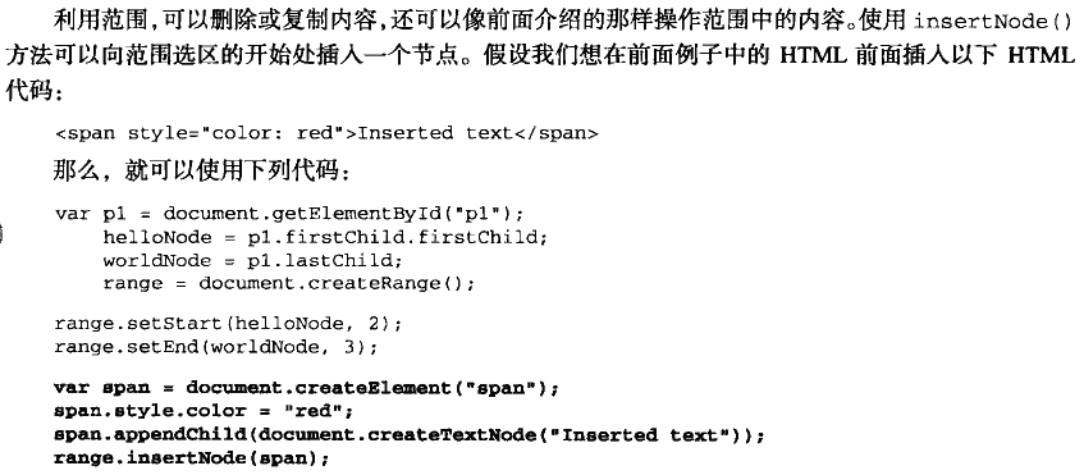 利用范围，可以删除或复制内容，还可以像前面介绍的那样操作范围中的内容。使用 insertNode()
方法可以向范围选区的开始处插入一个节点。假设我们想在前面例子中的 HTML 前面插入以下 HTML
代码：
<span style="color: red">Inserted text</span>
那么，就可以使用下列代码：
var p1 = document.getElementById("p1");
helloNode = p1.firstChild.firstChild;
worldNode = p1.lastChild;
range = document.createRange();
range.setStart(helloNode, 2);
range.setEnd(worldNode, 3);
var span = document.createElement("span");
span.style.color = "red";
span.appendChild(document.createTextNode("Inserted text"));
range.insertNode(span);